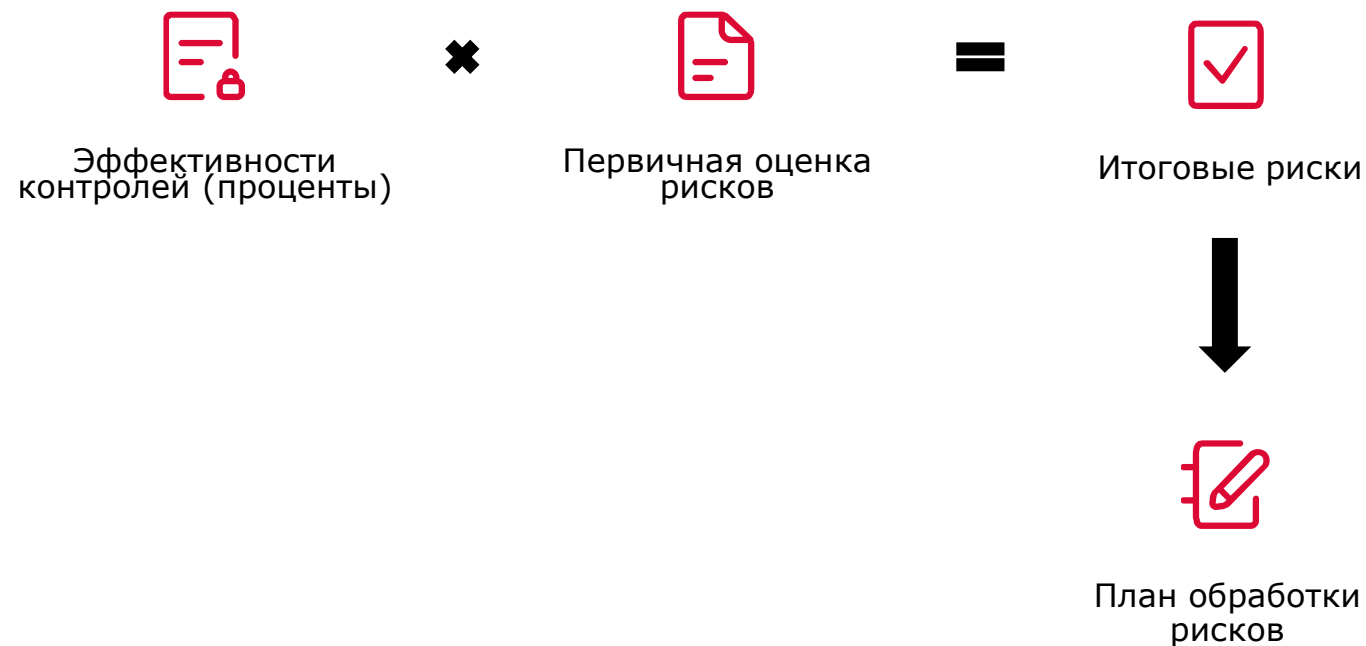 Эффективности
контролей (проценты)
Первичная оценка
рисков
Итоговые риски
План обработки
рисков